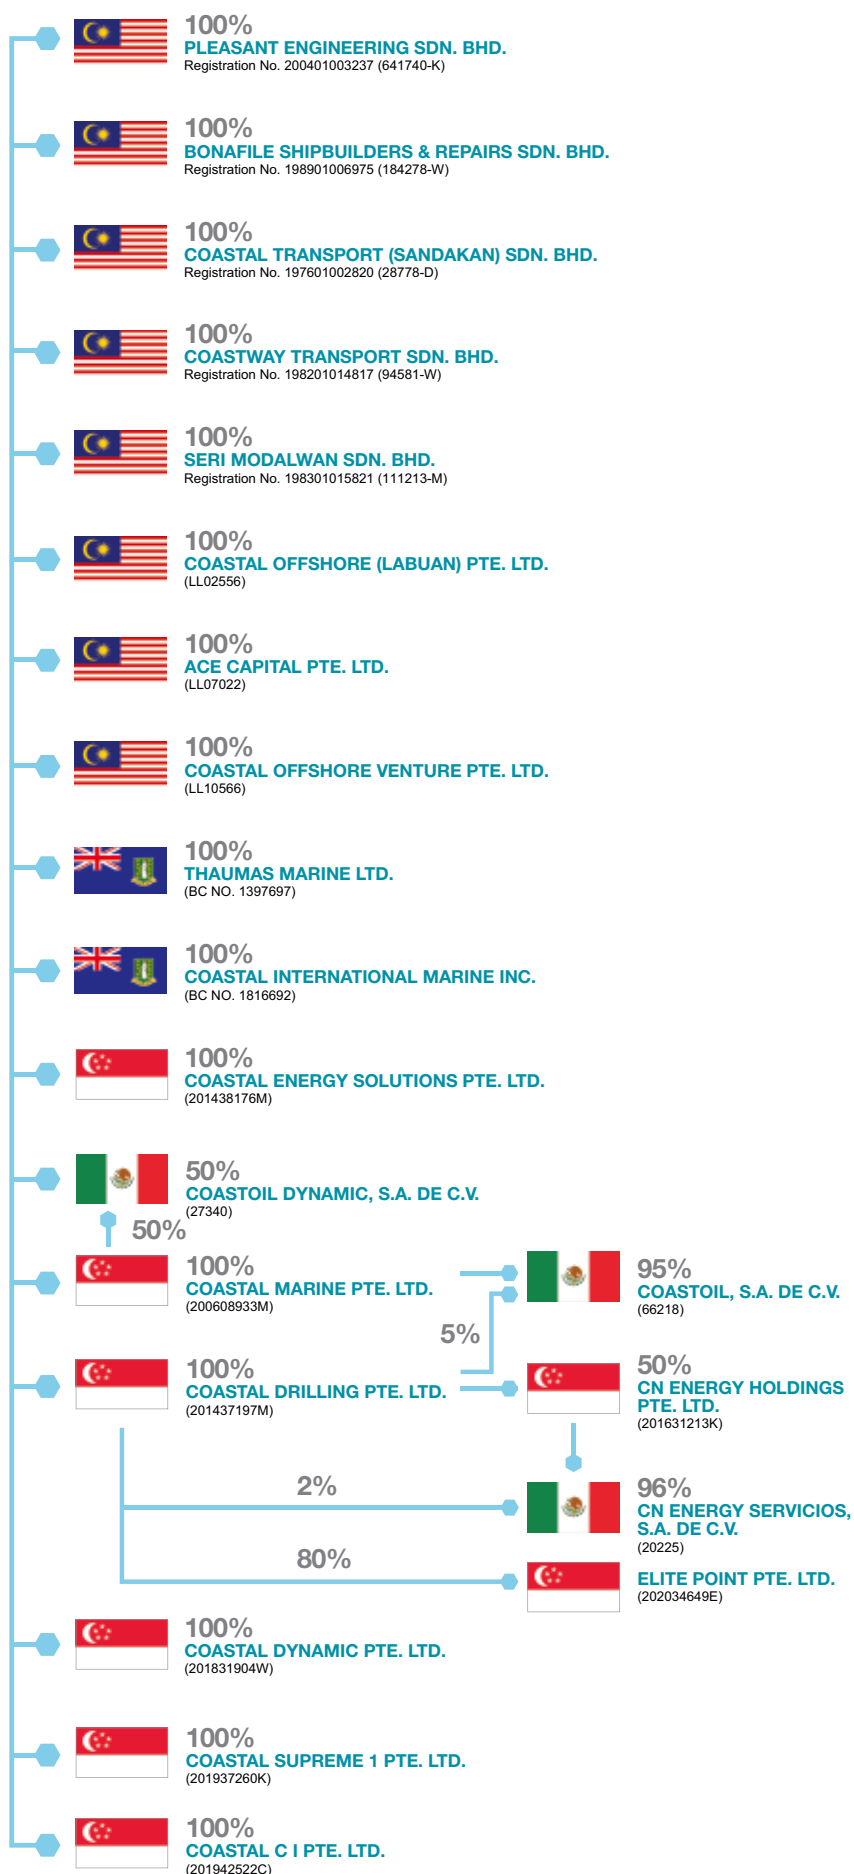 100%
PLEASANT ENGINEERING SDN. BHD.
Registration No. 200401003237 (641740-K)
100%
BONAFILE SHIPBUILDERS & REPAIRS SDN. BHD.
Registration No. 198901006975 (184278-W)
100%
COASTAL TRANSPORT (SANDAKAN) SDN. BHD.
Registration No. 197601002820 (28778-D)
100%
COASTWAY TRANSPORT SDN. BHD.
Registration No. 198201014817 (94581-W)
100%
SERI MODALWAN SDN. BHD.
Registration No. 198301015821 (111213-M)
100%
COASTAL OFFSHORE (LABUAN) PTE. LTD.
(LL02556)
100%
ACE CAPITAL PTE. LTD.
(LL07022)
100%
COASTAL OFFSHORE VENTURE PTE. LTD.
(LL10566)
100%
THAUMAS MARINE LTD.
(BC NO. 1397697)
100%
COASTAL INTERNATIONAL MARINE INC.
(BC NO. 1816692)
100%
COASTAL ENERGY SOLUTIONS PTE. LTD.
(201438176M)
50%
COASTOIL DYNAMIC, S.A. DE C.V.
(27340)
50%
100%
COASTAL MARINE PTE. LTD.
(200608933M)
95%
COASTOIL, S.A. DE C.V.
(66218)
5%
100%
COASTAL DRILLING PTE. LTD.
(201437197M)
50%
CN ENERGY HOLDINGS
PTE. LTD.
(201631213K)
2%
96%
CN ENERGY SERVICIOS,
S.A. DE C.V.
(20225)
80%
ELITE POINT PTE. LTD.
(202034649E)
100%
COASTAL DYNAMIC PTE. LTD.
(201831904W)
100%
COASTAL SUPREME 1 PTE. LTD.
(201937260K)
100%
COASTAL C I PTE. LTD.
(201942522C)